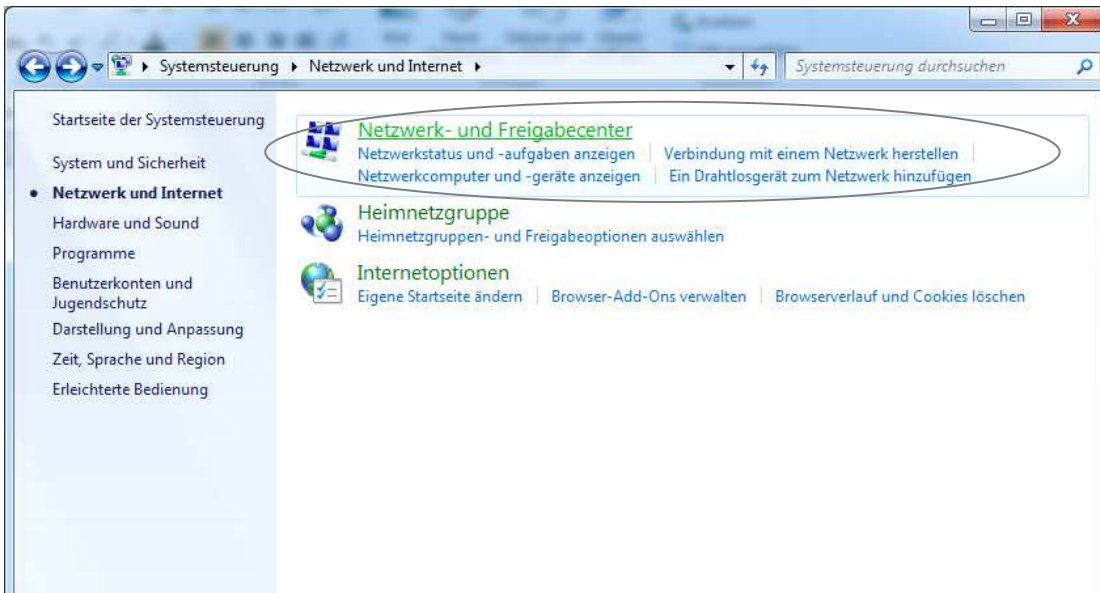 Systemsteuerung Netzwerk und Internet
Systemsteuerung durchsuchen
Startseite der Systemsteuerung
System und Sicherheit
Netzwerk und Internet
Hardware und Sound
Programme
Benutzerkonten und
Jugendschutz
Darstellung und Anpassung
Zeit, Sprache und Region
Erleichterte Bedienung
Netzwerk- und Freigabecenter
Netzwerkstatus und -aufgaben anzeigen Verbindung mit einem Netzwerk herstellen
Netzwerkcomputer und -geräte anzeigen Ein Drahtlosgerät zum Netzwerk hinzufügen
Heimnetzgruppe
Heimnetzgruppen- und Freigabeoptionen auswählen
Internetoptionen
Eigene Startseite ändern Browser-Add-Ons verwalten Browserverlauf und Cookies löschen